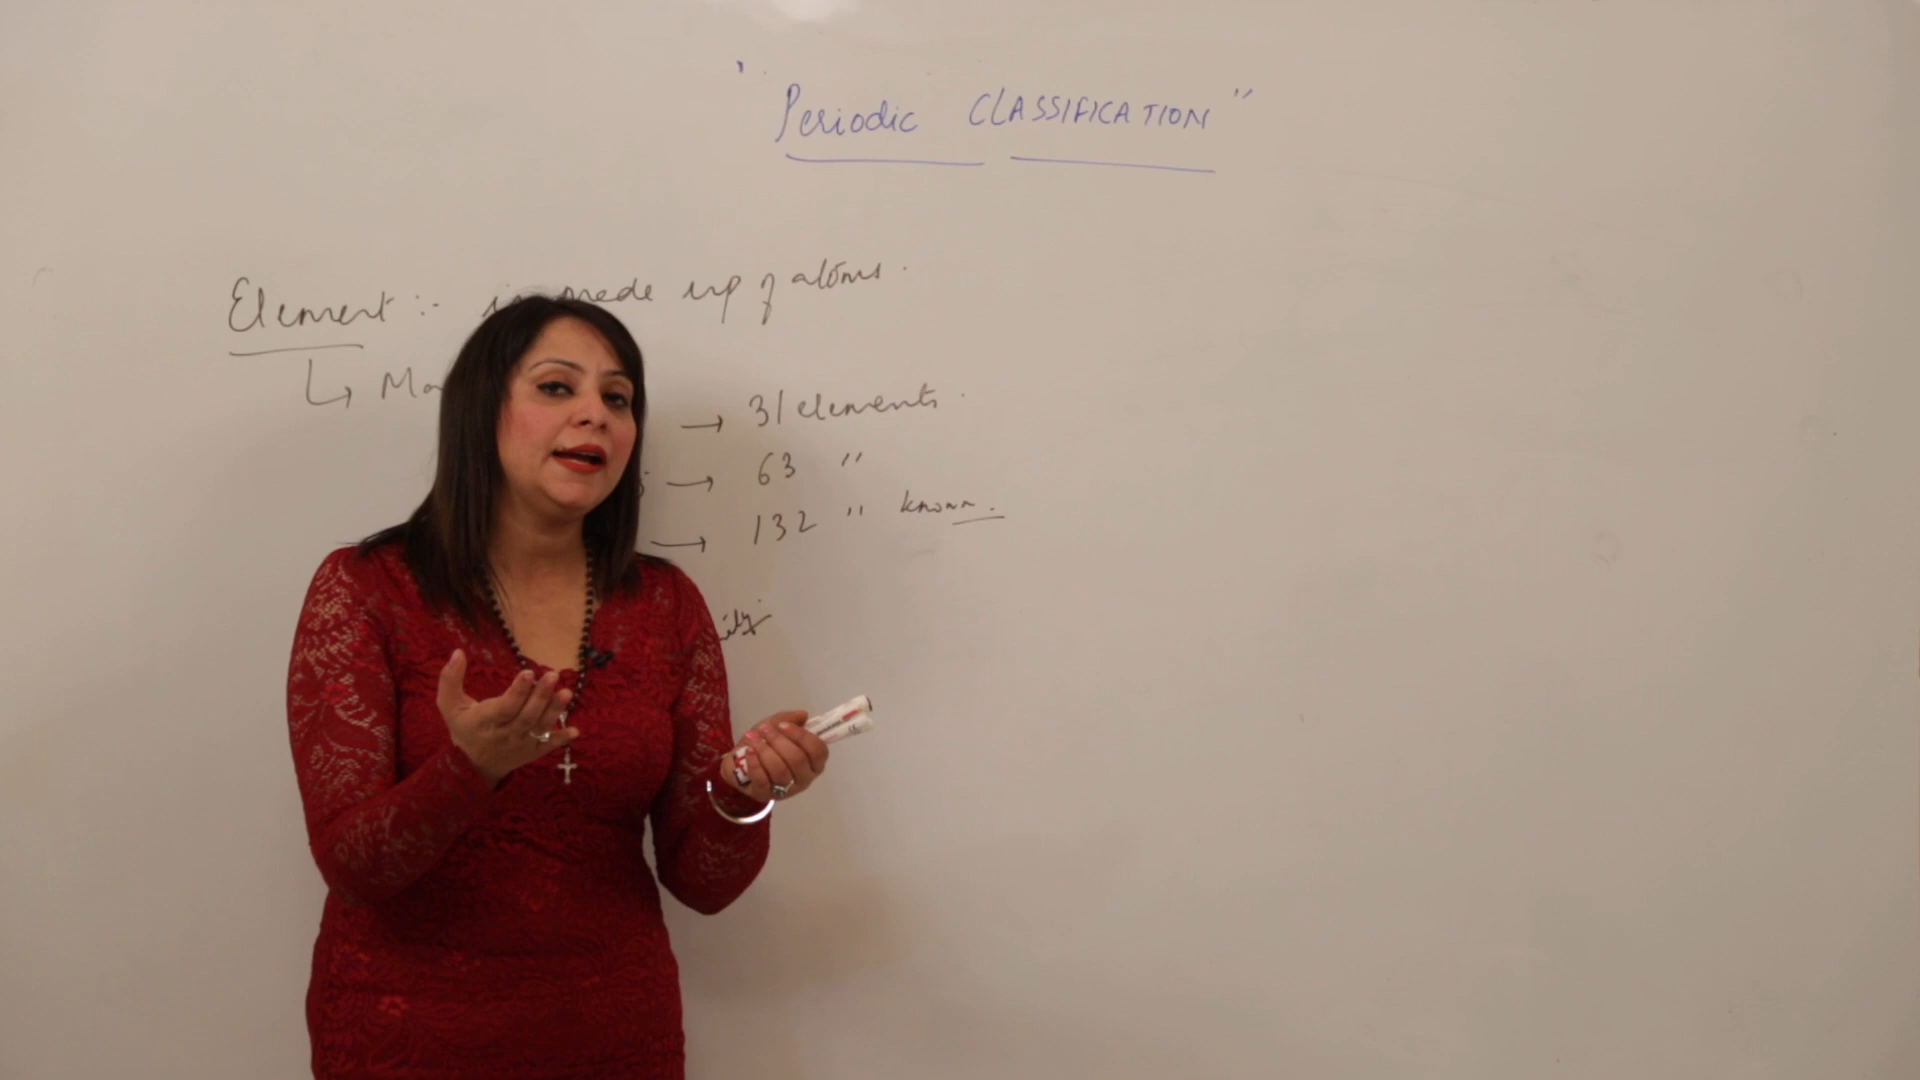 " Periodic CLASSIFICATION "
Element :- is made up of atoms.
↳ Ma
→ 31 elements.
→ 63 "
→ 132 " known.